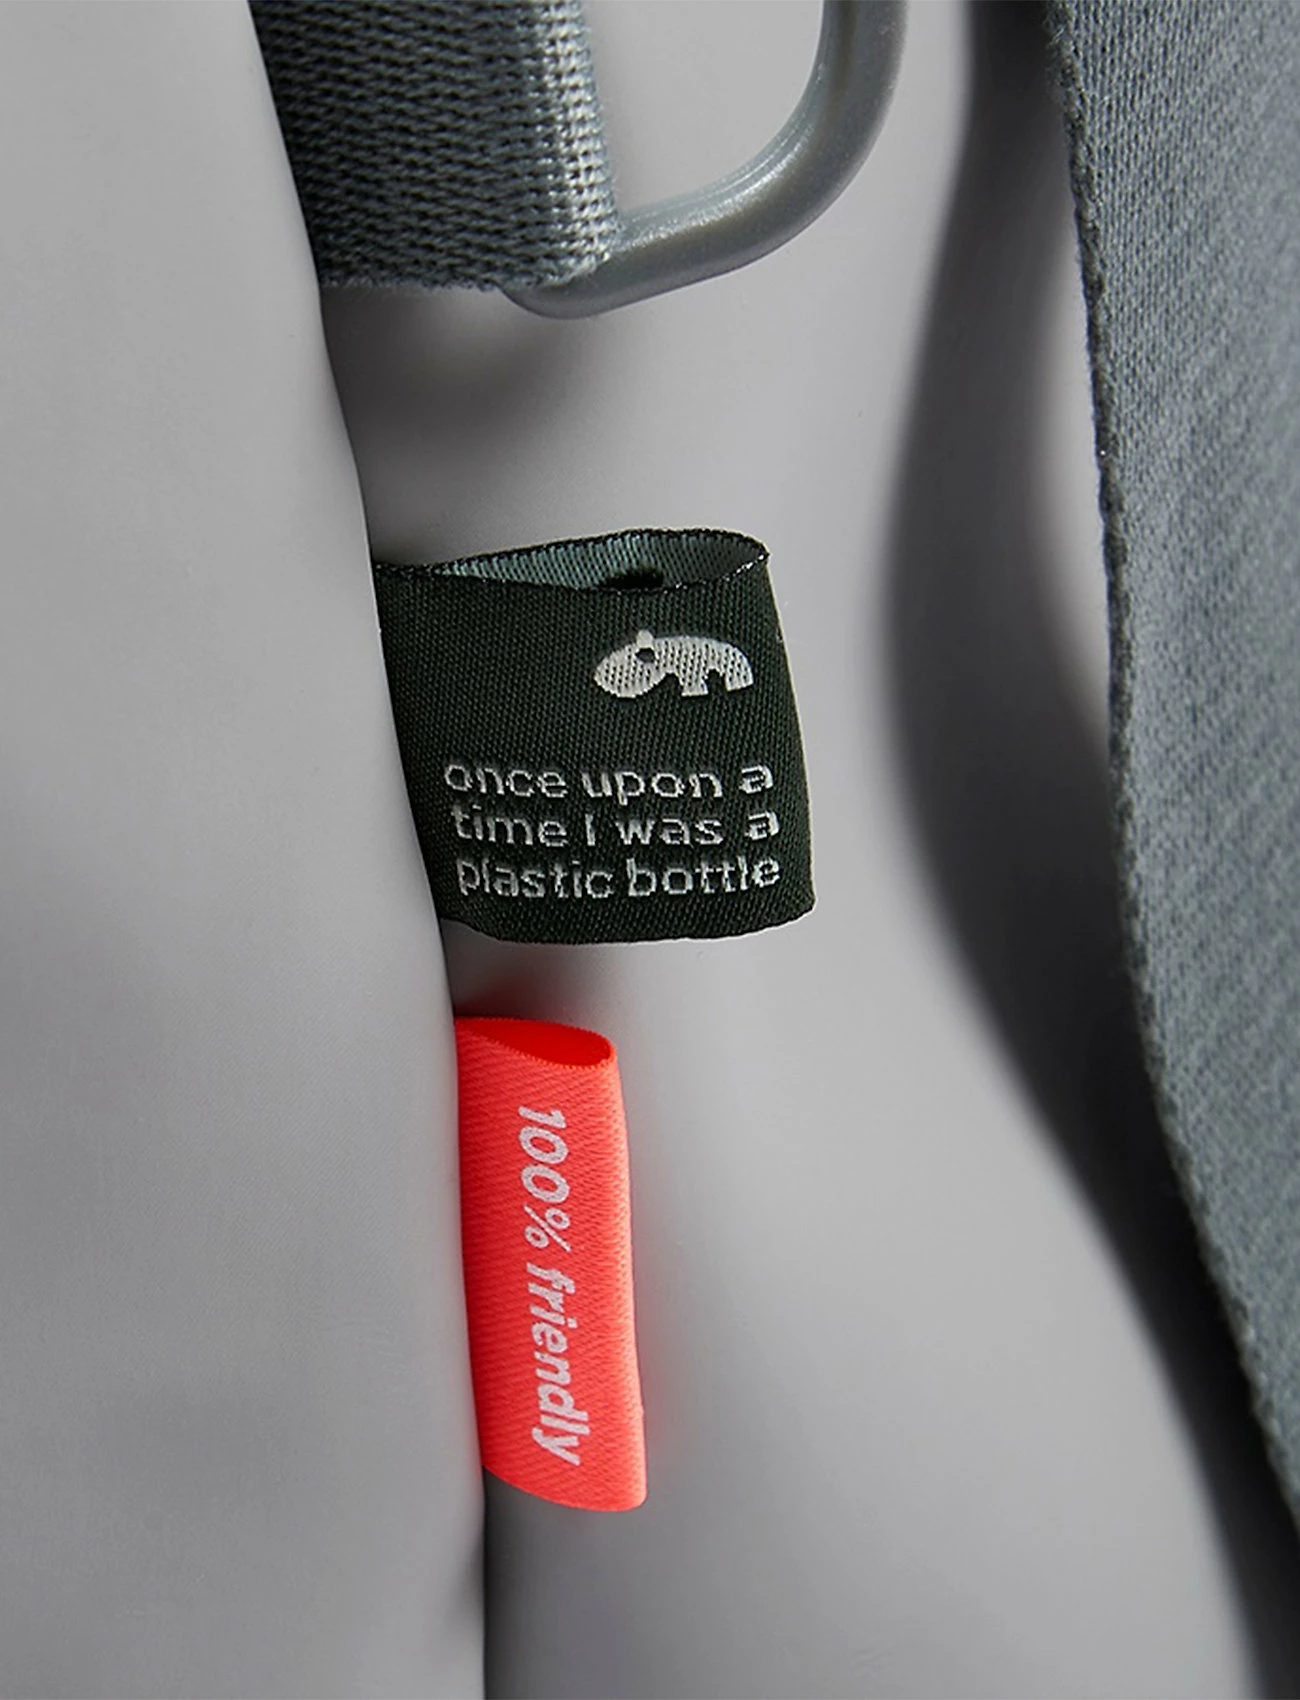 once upon a
time I was a
plastic bottle
100% friendly